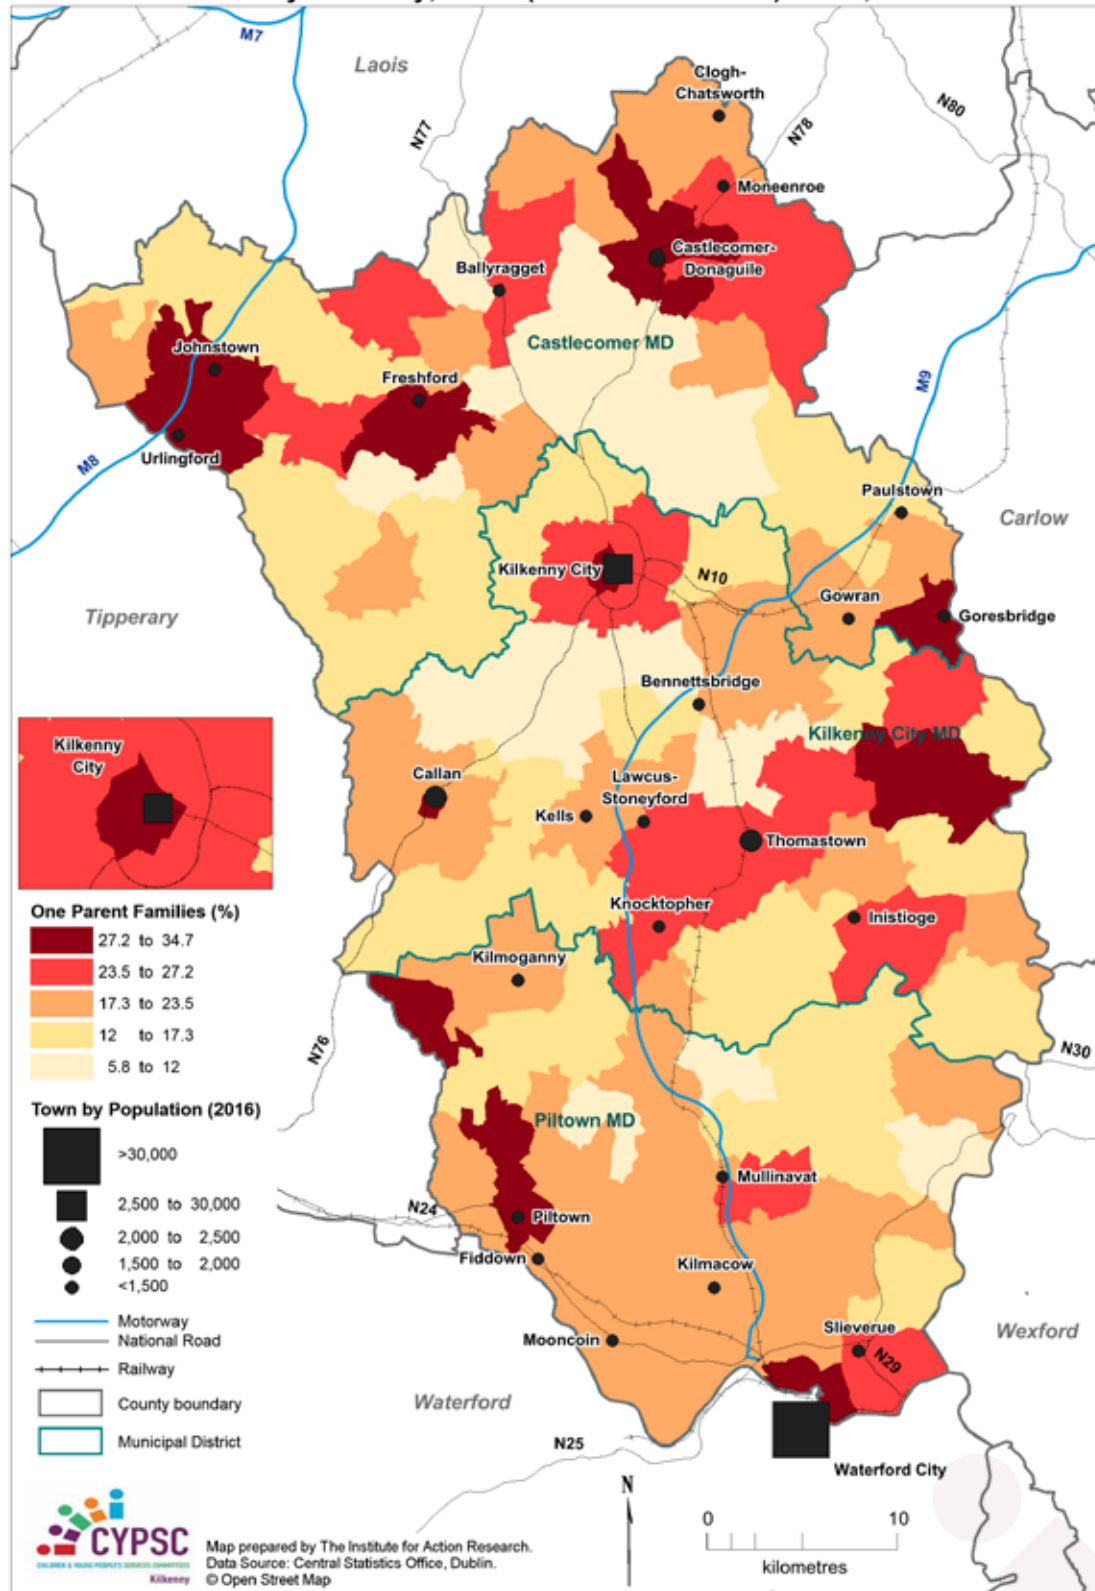 M7
Laois
Clogh-
Chatsworth
N80
N77
N78
Moneenroe
Castlecomer-
Donaguile
Ballyragget
Castlecomer MD
Johnstown
Freshford
M9
Urlingford
M8
Paulstown
Carlow
Kilkenny City
N10
Gowran
Goresbridge
Tipperary
Bennettsbridge
Kilkenny City MD
Kilkenny
City
Callan
Lawcus-
Stoneyford
Kells
Thomastown
Knocktopher
Inistioge
Kilmoganny
One Parent Families (%)
27.2 to 34.7
23.5 to 27.2
17.3 to 23.5
12 to 17.3
5.8 to 12
N76
N30
Town by Population (2016)
>30,000
2,500 to 30,000
2,000 to 2,500
1,500 to 2,000
<1,500
Motorway
National Road
Railway
County boundary
Municipal District
Piltown MD
Mullinavat
N24
Piltown
Fiddown
Kilmacow
Mooncoin
Slieverue
N29
Wexford
Waterford
N25
Waterford City
CYPSC
CHILDREN & YOUNG PEOPLE'S SERVICES COMMITTEES
Kilkenny
Map prepared by The Institute for Action Research.
Data Source: Central Statistics Office, Dublin.
© Open Street Map
N
0 10
kilometres